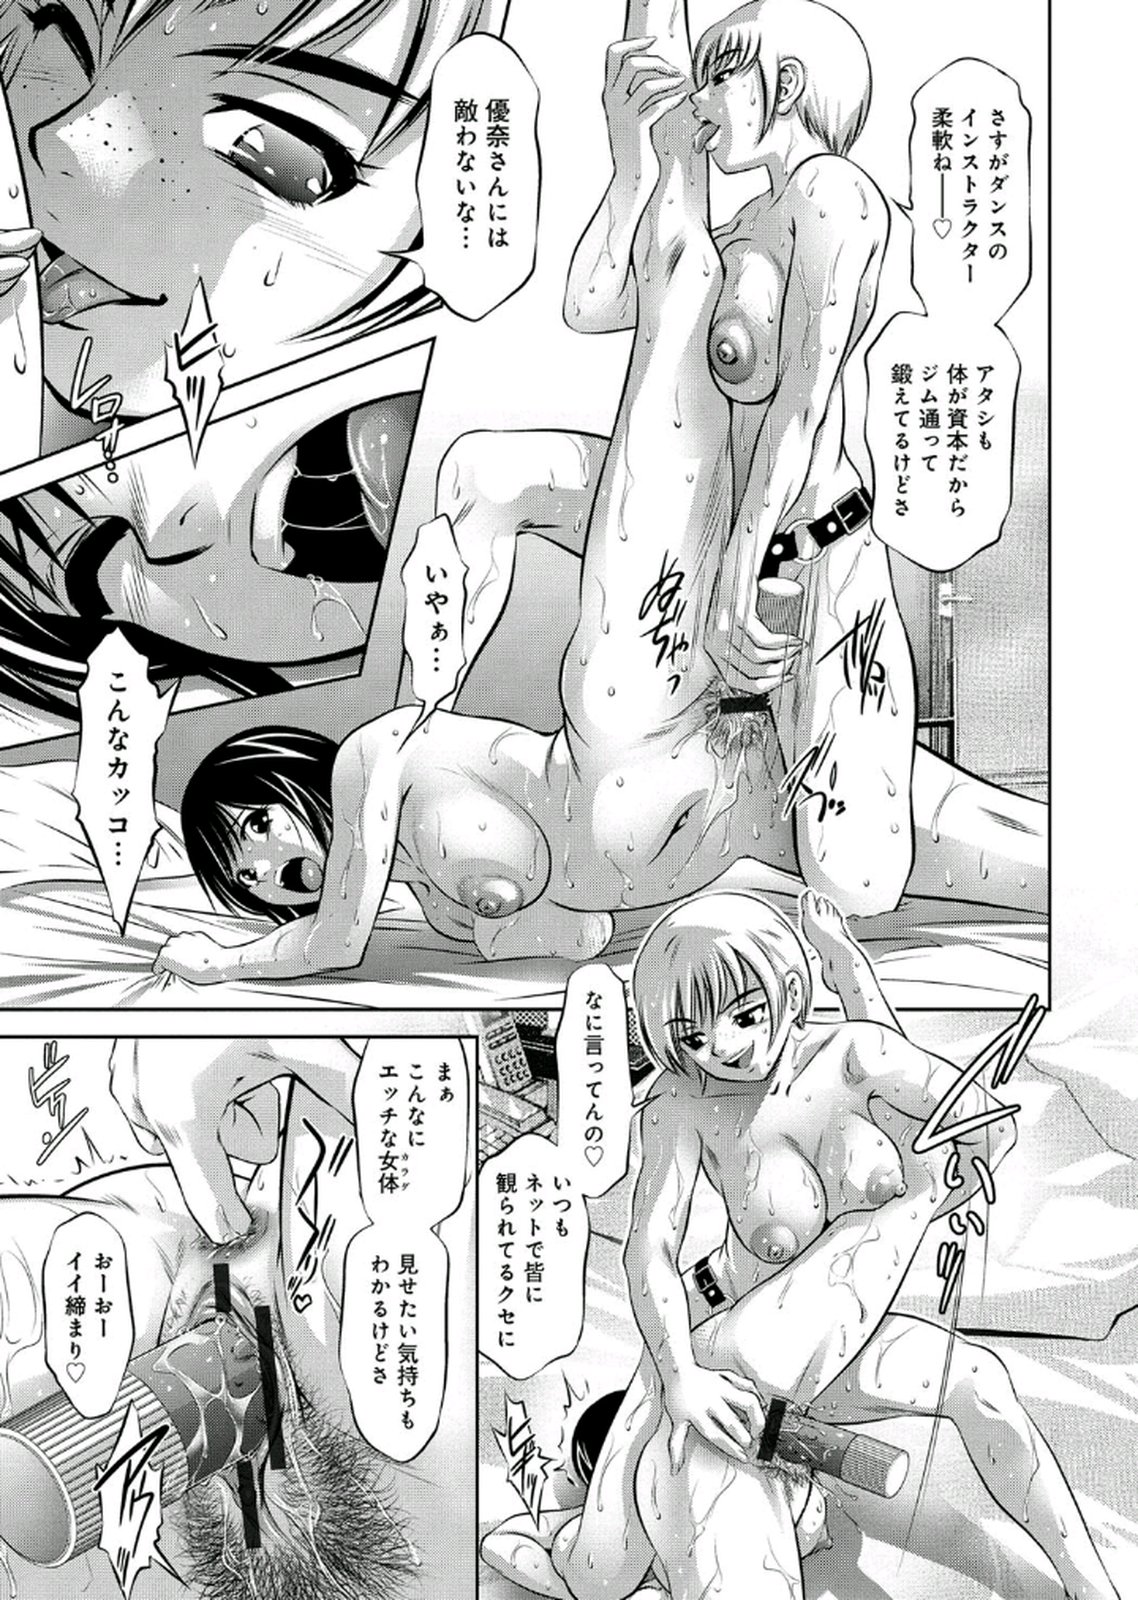 さすがダンスの
インストラクター
柔軟ね――♡
アタシも
体が資本だから
ジム通って
鍛えてるけどさ
優奈さんには
敵わないな…
いやぁ…
こんなカッコ…
なに言ってんの♡
いつも
ネットで皆に
観られてるクセに
まぁ
こんなに
エッチな女体
カラダ
見せたい気持ちも
わかるけどさ
おーおー
イイ締まり♡